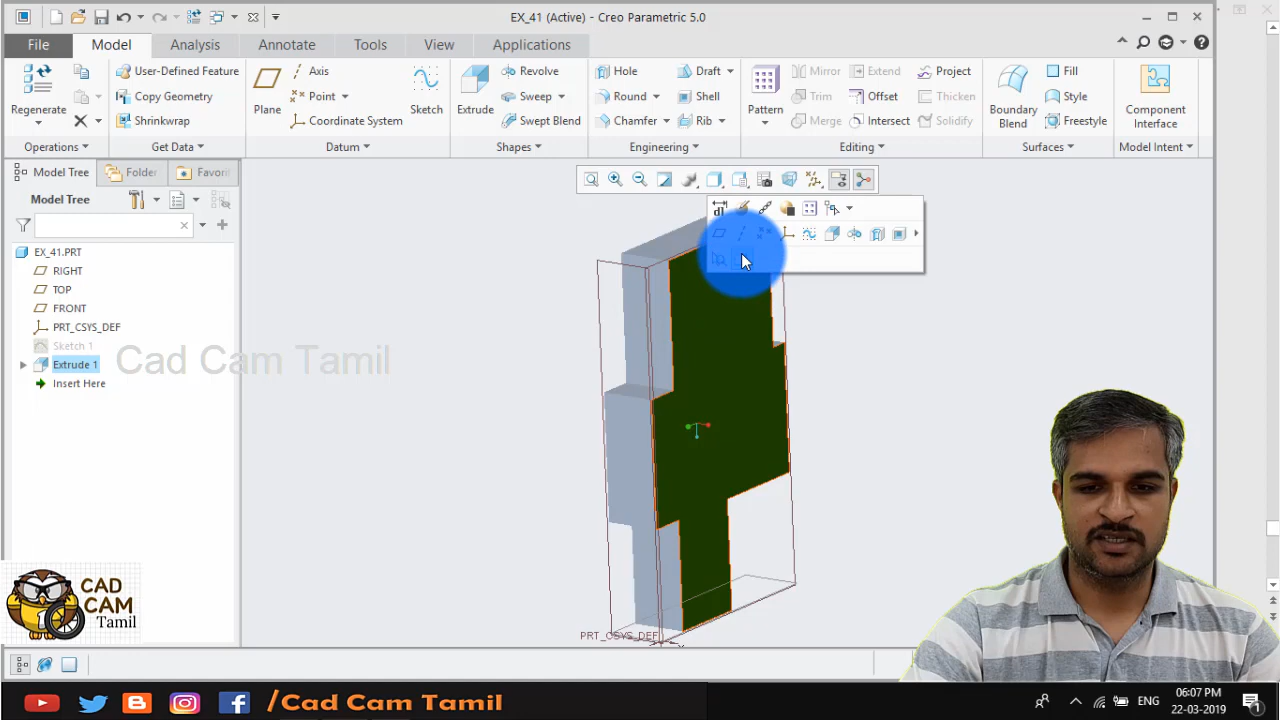 EX_41 (Active) - Creo Parametric 5.0
File Model Analysis Annotate Tools View Applications
Regenerate
User-Defined Feature
Copy Geometry
Shrinkwrap
Plane
Axis
Point
Coordinate System
Sketch
Extrude
Revolve
Sweep
Swept Blend
Hole
Round
Chamfer
Draft
Shell
Rib
Pattern
Mirror
Trim
Merge
Extend
Offset
Intersect
Project
Thicken
Solidify
Boundary
Blend
Fill
Style
Freestyle
Component
Interface
Operations Get Data Datum Shapes Engineering Editing Surfaces Model Intent
Model Tree Folder Favori
Model Tree
EX_41.PRT
RIGHT
TOP
FRONT
PRT_CSYS_DEF
Sketch 1
Extrude 1
Insert Here
Cad Cam Tamil
PRT_CSYS_DEF
CAD
CAM
Tamil
/Cad Cam Tamil
ENG
06:07 PM
22-03-2019
1